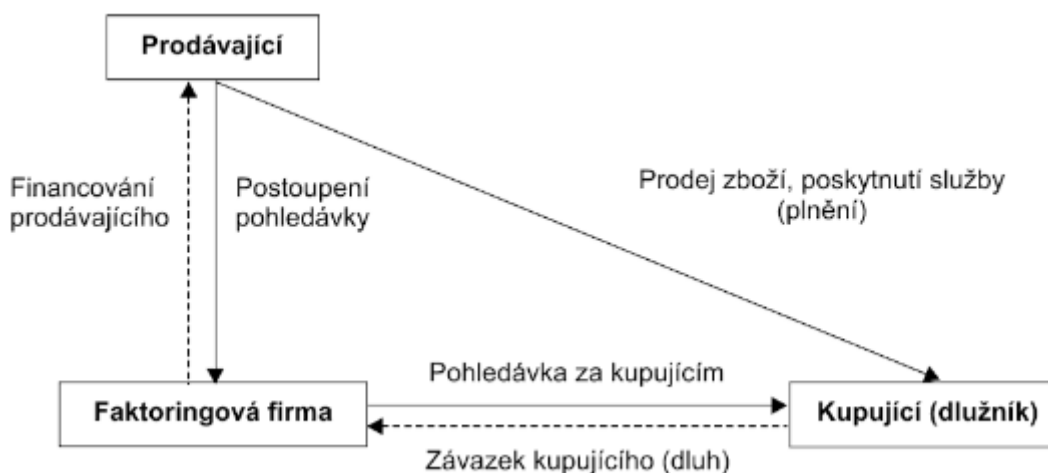 Prodávající
Financování
prodávajícího
Postoupení
pohledávky
Prodej zboží, poskytnutí služby
(plnění)
Pohledávka za kupujícím
Faktoringová firma
Kupující (dlužník)
Závazek kupujícího (dluh)